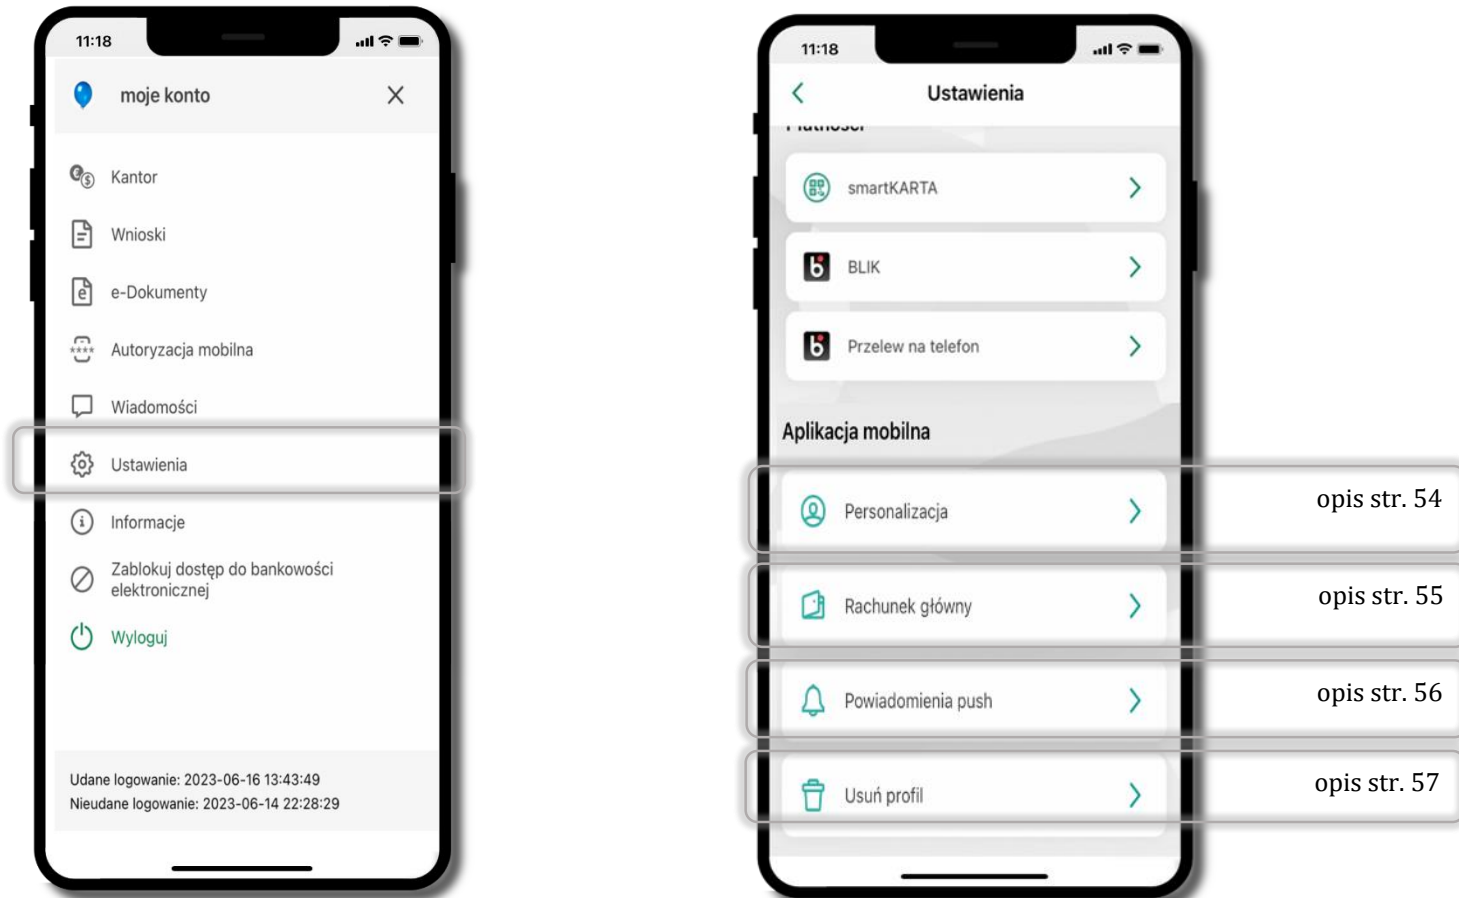 11:18
moje konto
Kantor
Wnioski
e-Dokumenty
Autoryzacja mobilna
Wiadomości
Ustawienia
Informacje
Zablokuj dostęp do bankowości
elektronicznej
Wyloguj
Udane logowanie: 2023-06-16 13:43:49
Nieudane logowanie: 2023-06-14 22:28:29
11:18
Ustawienia
Płatności
smartKARTA
BLIK
Przelew na telefon
Aplikacja mobilna
Personalizacja
opis str. 54
Rachunek główny
opis str. 55
Powiadomienia push
opis str. 56
Usuń profil
opis str. 57